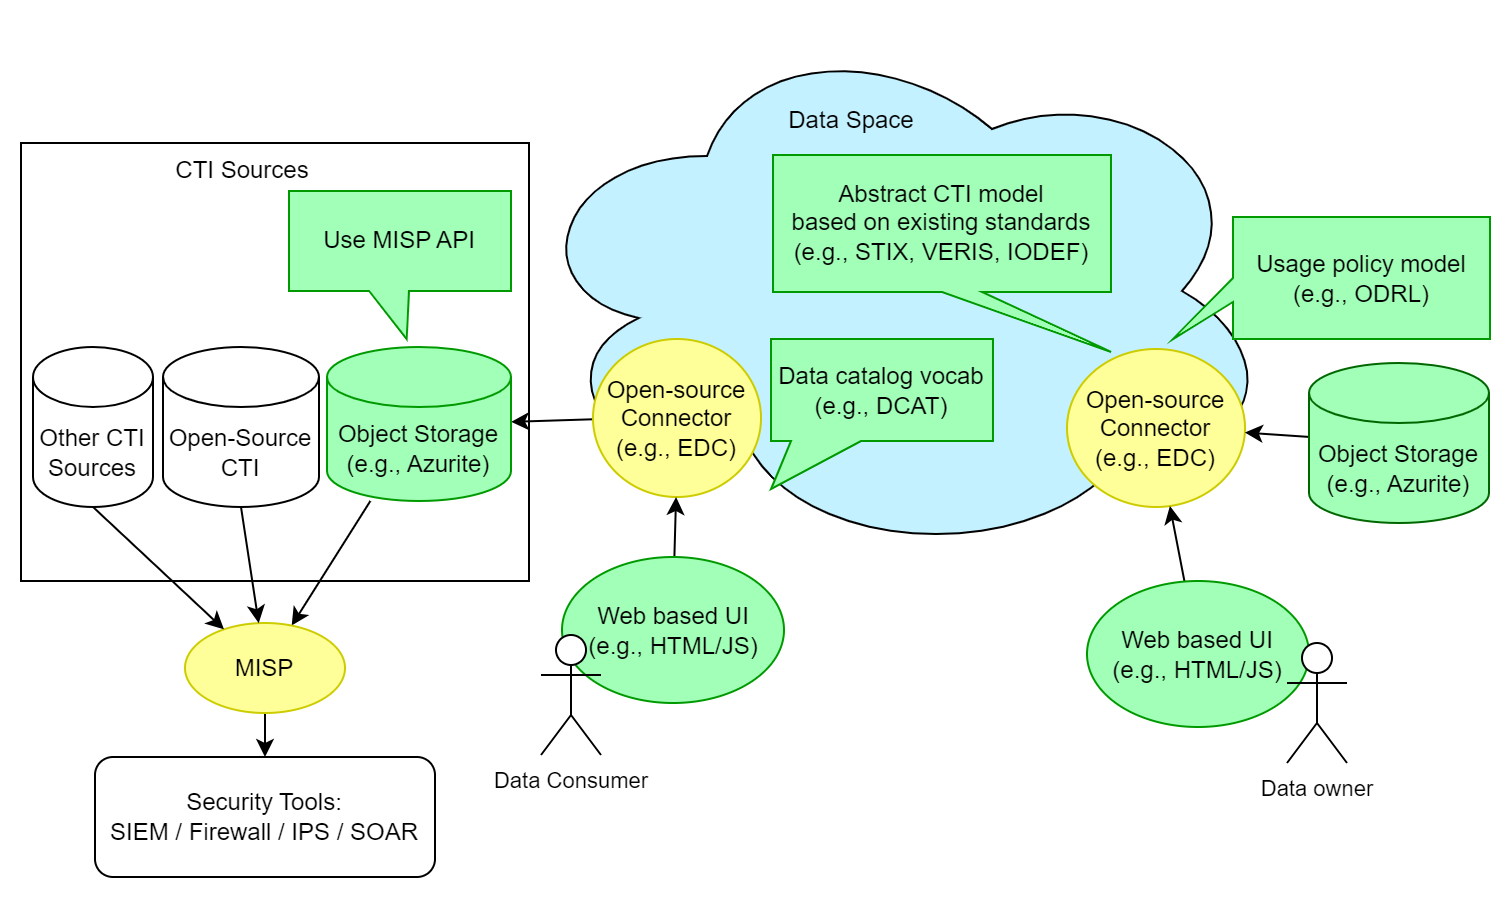 Data Space
CTI Sources
Use MISP API
Abstract CTI model
based on existing standards
(e.g., STIX, VERIS, IODEF)
Usage policy model
(e.g., ODRL)
Other CTI
Sources
Open-Source
CTI
Object Storage
(e.g., Azurite)
Open-source
Connector
(e.g., EDC)
Data catalog vocab
(e.g., DCAT)
Open-source
Connector
(e.g., EDC)
Object Storage
(e.g., Azurite)
Web based UI
(e.g., HTML/JS)
Web based UI
(e.g., HTML/JS)
MISP
Data Consumer
Data owner
Security Tools:
SIEM / Firewall / IPS / SOAR